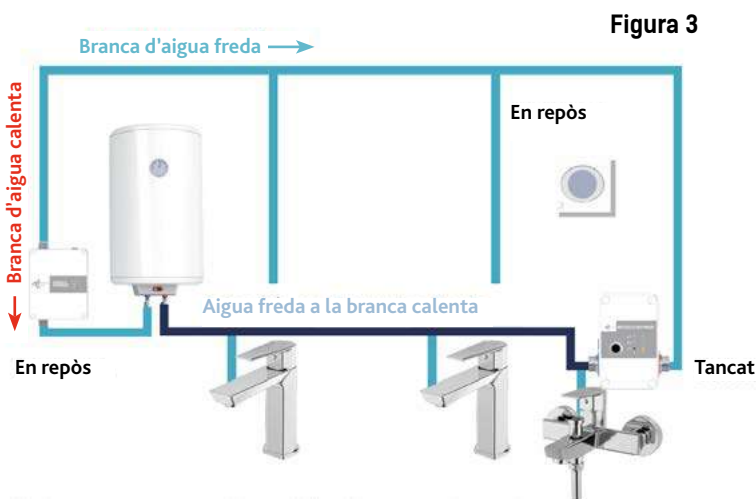 Figura 3
Branca d'aigua freda
Branca d'aigua calenta
En repòs
Aigua freda a la branca calenta
En repòs
Tancat